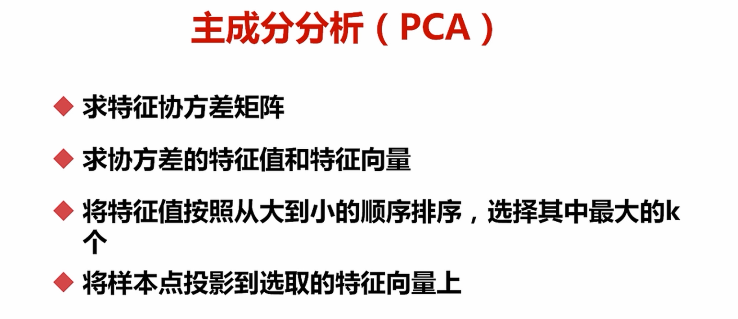 主成分分析（PCA）
求特征协方差矩阵
求协方差的特征值和特征向量
将特征值按照从大到小的顺序排序，选择其中最大的k
个
将样本点投影到选取的特征向量上